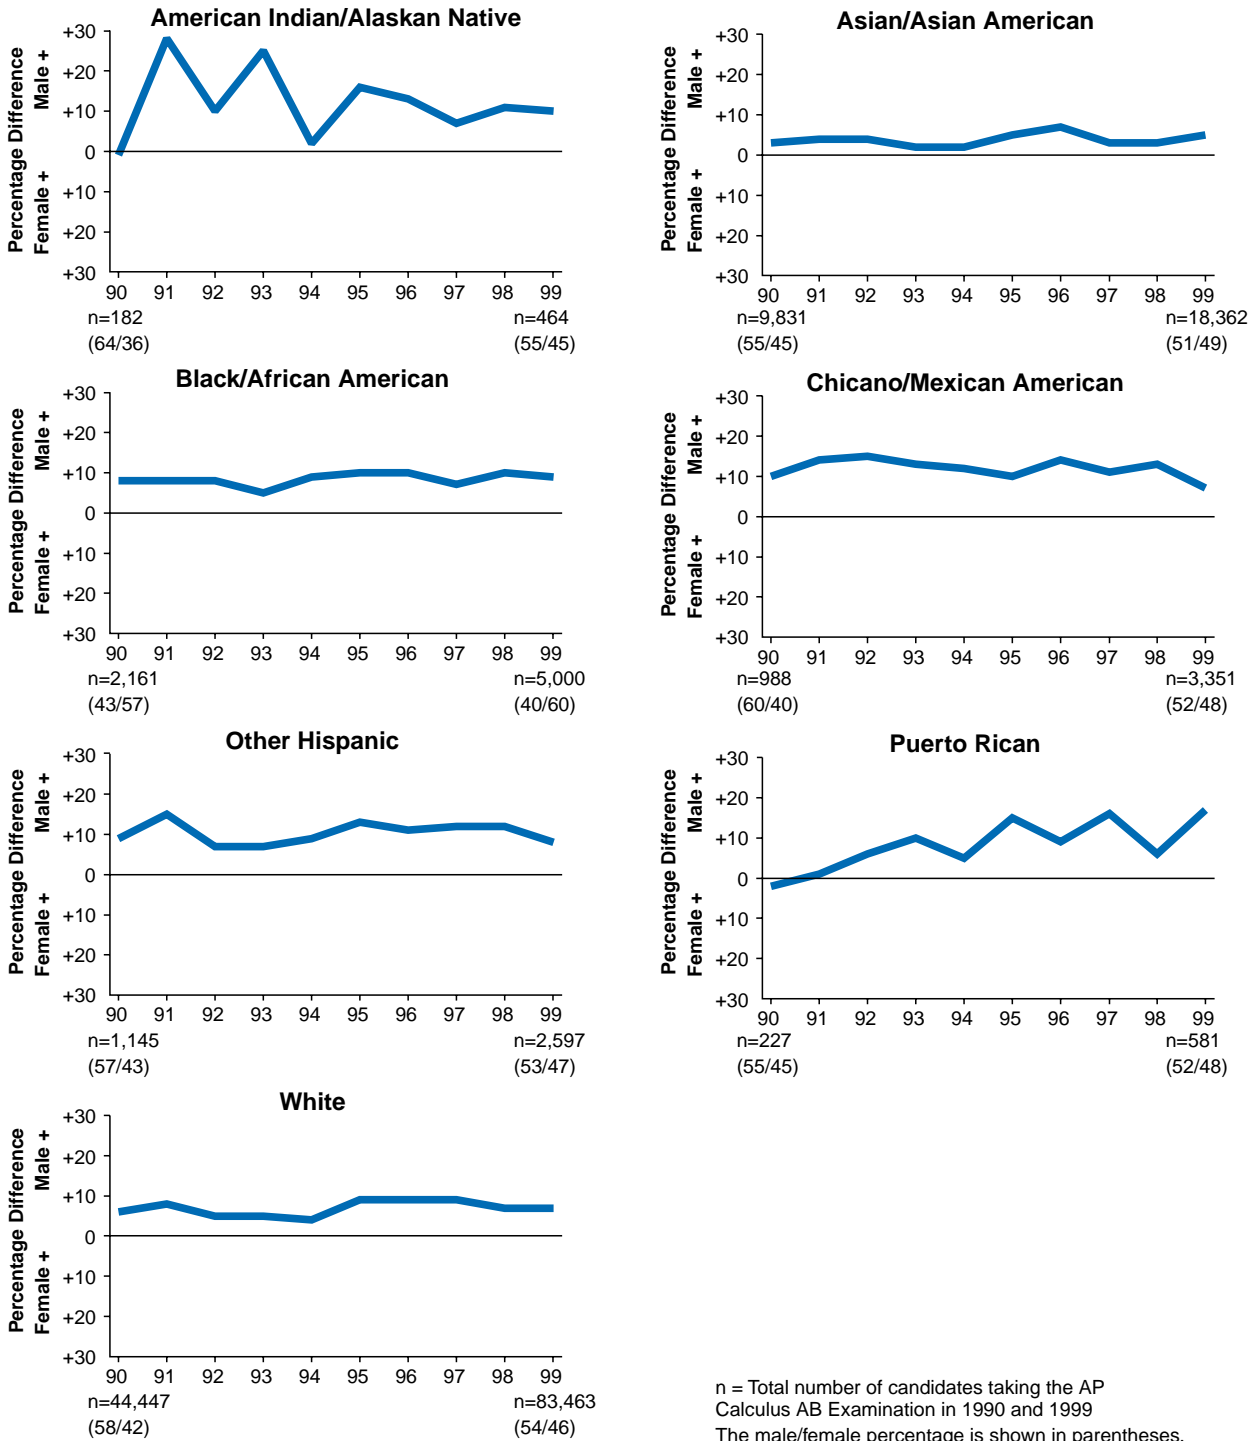 American Indian/Alaskan Native
Percentage Difference
Female + Male +
+30
+20
+10
0
+10
+20
+30
90 91 92 93 94 95 96 97 98 99
n=182 n=464
(64/36) (55/45)
Asian/Asian American
Percentage Difference
Female + Male +
+30
+20
+10
0
+10
+20
+30
90 91 92 93 94 95 96 97 98 99
n=9,831 n=18,362
(55/45) (51/49)
Black/African American
Percentage Difference
Female + Male +
+30
+20
+10
0
+10
+20
+30
90 91 92 93 94 95 96 97 98 99
n=2,161 n=5,000
(43/57) (40/60)
Chicano/Mexican American
Percentage Difference
Female + Male +
+30
+20
+10
0
+10
+20
+30
90 91 92 93 94 95 96 97 98 99
n=988 n=3,351
(60/40) (52/48)
Other Hispanic
Percentage Difference
Female + Male +
+30
+20
+10
0
+10
+20
+30
90 91 92 93 94 95 96 97 98 99
n=1,145 n=2,597
(57/43) (53/47)
Puerto Rican
Percentage Difference
Female + Male +
+30
+20
+10
0
+10
+20
+30
90 91 92 93 94 95 96 97 98 99
n=227 n=581
(55/45) (52/48)
White
Percentage Difference
Female + Male +
+30
+20
+10
0
+10
+20
+30
90 91 92 93 94 95 96 97 98 99
n=44,447 n=83,463
(58/42) (54/46)
n = Total number of candidates taking the AP
Calculus AB Examination in 1990 and 1999
The male/female percentage is shown in parentheses.